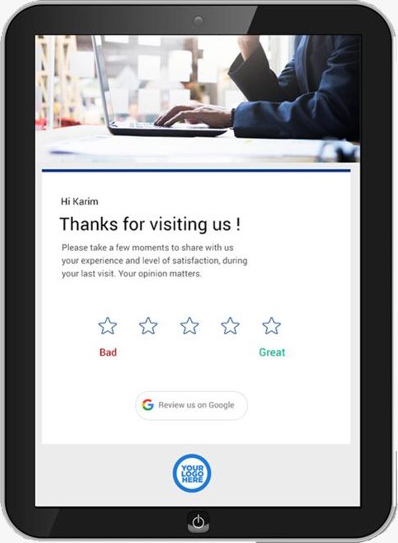 Hi Karim
Thanks for visiting us !
Please take a few moments to share with us
your experience and level of satisfaction, during
your last visit. Your opinion matters.
Bad
Great
Review us on Google
YOUR
LOGO
HERE